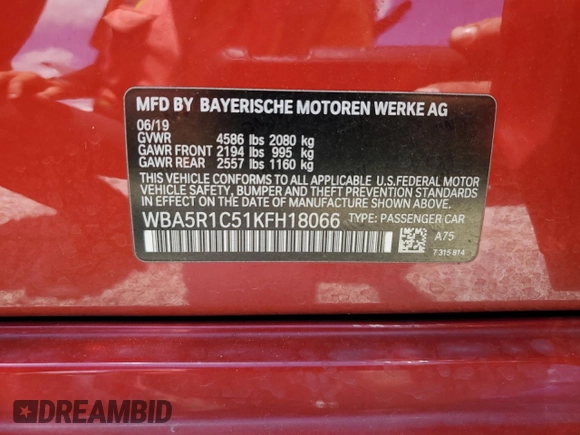 MFD BY BAYERISCHE MOTOREN WERKE AG
06/19
GVWR 4586 lbs 2080 kg
GAWR FRONT 2194 lbs 995 kg
GAWR REAR 2557 lbs 1160 kg
THIS VEHICLE CONFORMS TO ALL APPLICABLE U.S.FEDERAL MOTOR
VEHICLE SAFETY, BUMPER AND THEFT PREVENTION STANDARDS
IN EFFECT ON THE DATE OF MANUFACTURE SHOWN ABOVE.
WBA5R1C51KFH18066 TYPE: PASSENGER CAR
A75
7 315 814
DREAMBID